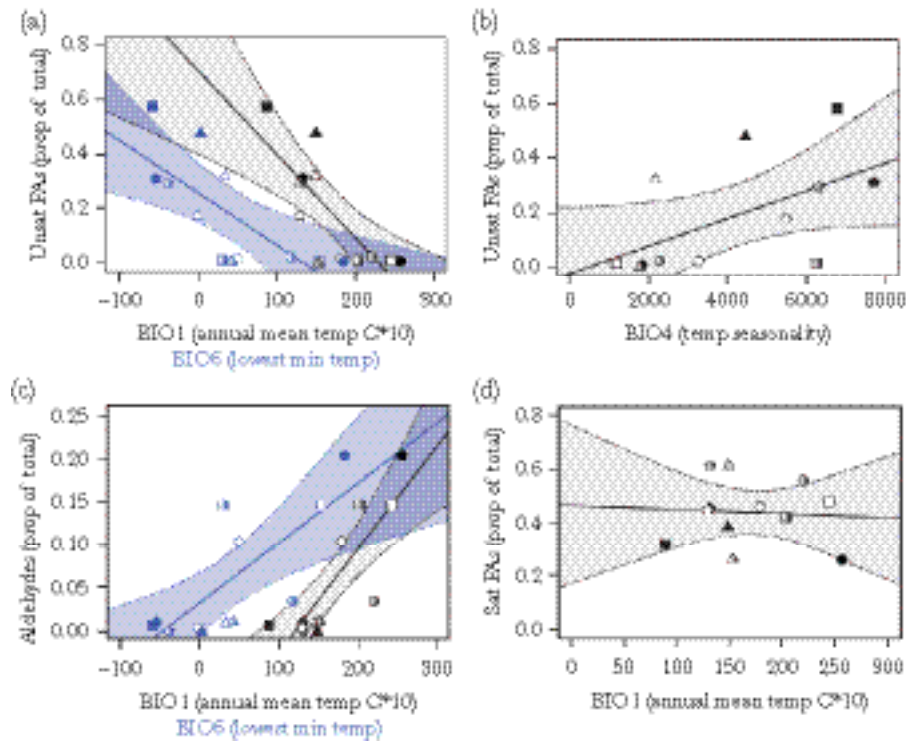 (a)
Unsat FAs (prop of total)
0.8
0.6
0.4
0.2
0.0
−100 0 100 200 300
BIO1 (annual mean temp C*10)
BIO6 (lowest min temp)
(b)
Unsat FAs (prop of total)
0.8
0.6
0.4
0.2
0.0
0 2000 4000 6000 8000
BIO4 (temp seasonality)
(c)
Aldehydes (prop of total)
0.25
0.20
0.15
0.10
0.05
0.00
−100 0 100 200 300
BIO1 (annual mean temp C*10)
BIO6 (lowest min temp)
(d)
Sat FAs (prop of total)
0.8
0.6
0.4
0.2
0.0
0 50 100 150 200 250 300
BIO1 (annual mean temp C*10)